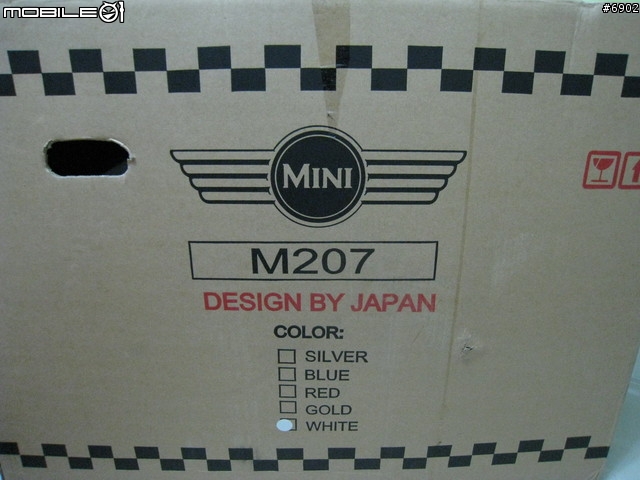 MOBILE01
#6902
MINI
M207
DESIGN BY JAPAN
COLOR:
SILVER
BLUE
RED
GOLD
WHITE